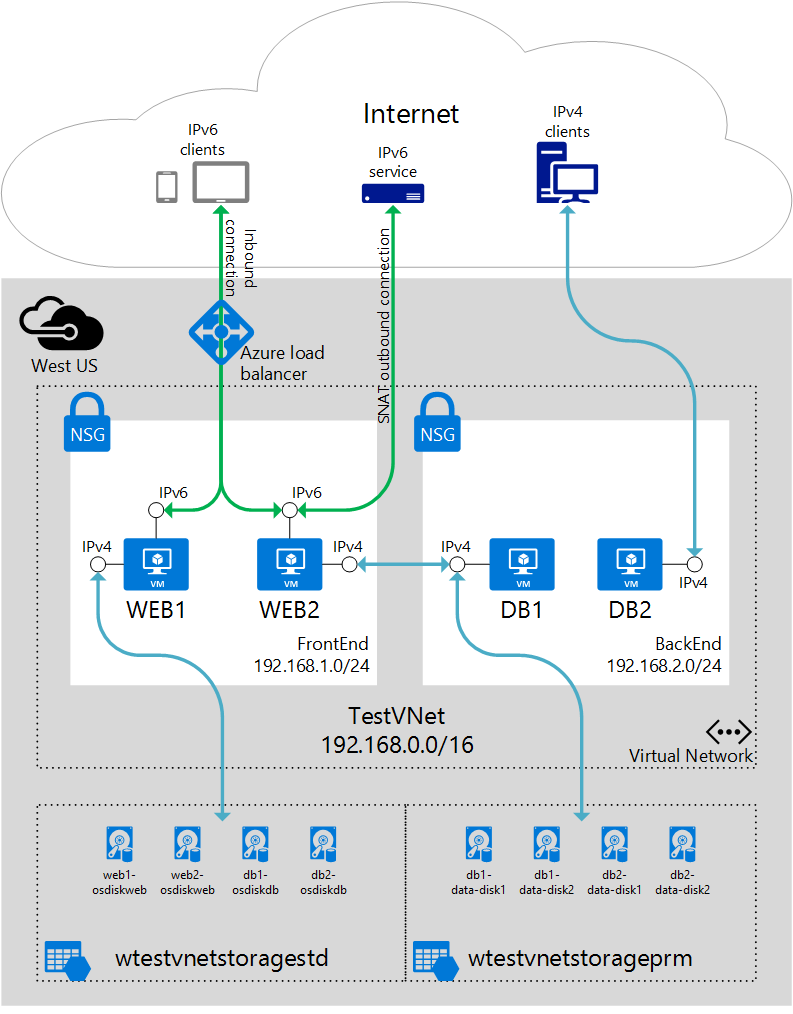 Internet
IPv6
clients
IPv6
service
IPv4
clients
Inbound
connection
SNAT outbound connection
Azure load
balancer
West US
NSG
NSG
IPv6
IPv6
IPv4
IPv4
IPv4
IPv4
VM
VM
VM
VM
WEB1
WEB2
DB1
DB2
FrontEnd
192.168.1.0/24
BackEnd
192.168.2.0/24
TestVNet
192.168.0.0/16
Virtual Network
web1-
osdiskweb
web2-
osdiskweb
db1-
osdiskdb
db2-
osdiskdb
db1-
data-disk1
db1-
data-disk2
db2-
data-disk1
db2-
data-disk2
wtestvnetstoragestd
wtestvnetstorageprm